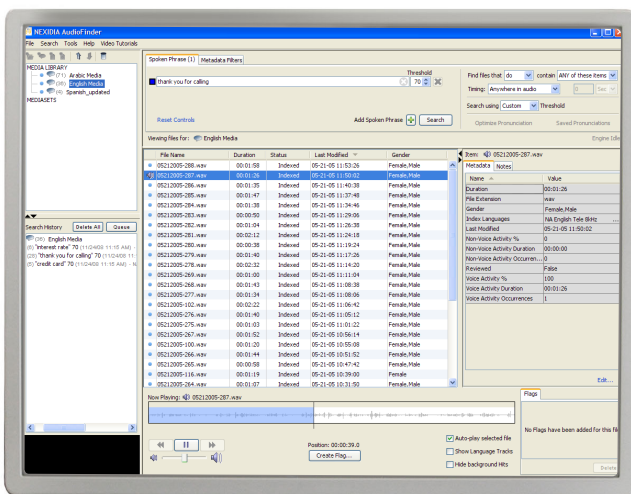 NEXIDIA AudioFinder
File Search Tools Help Video Tutorials
MEDIA LIBRARY
(71) Arabic Media
(38) English Media
(4) Spanish_updated
MEDIASETS
Search History Delete All Queue
English Media
"interest rate" 70 (11/24/08 11:15 AM) -
"thank you for calling" 70 (11/24/08 11:
"credit card" 70 (11/24/08 11:15 AM) - N
Spoken Phrase (1) Metadata Filters
Threshold
thank you for calling 70
Reset Controls Add Spoken Phrase Search
Find files that do contain ANY of these items
Timing: Anywhere in audio 0 Sec
Search using Custom Threshold
Optimize Pronunciation Saved Pronunciations
Viewing files for: English Media Engine Idle
File Name Duration Status Last Modified Gender
05212005-288.wav 00:01:58 Indexed 05-21-05 11:53:26 Female,Male
05212005-287.wav 00:01:26 Indexed 05-21-05 11:50:02 Female,Male
05212005-286.wav 00:01:35 Indexed 05-21-05 11:40:38 Female,Male
05212005-285.wav 00:01:47 Indexed 05-21-05 11:37:48 Female,Male
05212005-284.wav 00:01:38 Indexed 05-21-05 11:34:46 Female,Male
05212005-283.wav 00:00:50 Indexed 05-21-05 11:29:06 Female,Male
05212005-282.wav 00:01:04 Indexed 05-21-05 11:26:38 Female,Male
05212005-281.wav 00:02:12 Indexed 05-21-05 11:24:18 Female,Male
05212005-280.wav 00:00:38 Indexed 05-21-05 11:19:24 Female,Male
05212005-279.wav 00:01:40 Indexed 05-21-05 11:17:26 Female,Male
05212005-278.wav 00:02:32 Indexed 05-21-05 11:14:20 Female,Male
05212005-269.wav 00:01:00 Indexed 05-21-05 11:11:04 Female,Male
05212005-268.wav 00:01:43 Indexed 05-21-05 11:08:38 Female,Male
05212005-277.wav 00:01:34 Indexed 05-21-05 11:08:06 Female,Male
05212005-102.wav 00:02:22 Indexed 05-21-05 11:06:42 Female,Male
05212005-276.wav 00:01:40 Indexed 05-21-05 11:05:12 Female,Male
05212005-275.wav 00:01:03 Indexed 05-21-05 11:01:22 Female,Male
05212005-267.wav 00:01:52 Indexed 05-21-05 10:56:14 Female,Male
05212005-100.wav 00:01:20 Indexed 05-21-05 10:55:08 Female,Male
05212005-266.wav 00:01:44 Indexed 05-21-05 10:51:52 Female,Male
05212005-265.wav 00:00:58 Indexed 05-21-05 10:47:42 Female,Male
05212005-116.wav 00:01:19 Indexed 05-21-05 10:39:00 Female
05212005-264.wav 00:01:07 Indexed 05-21-05 10:31:50 Female,Male
Item: 05212005-287.wav
Metadata Notes
Name Value
Duration 00:01:26
File Extension wav
Gender Female,Male
Index Languages NA English Tele 8kHz ...
Last Modified 05-21-05 11:50:02
Non-Voice Activity % 0
Non-Voice Activity Duration 00:00:00
Non-Voice Activity Occurren... 0
Reviewed False
Voice Activity % 100
Voice Activity Duration 00:01:26
Voice Activity Occurrences 1
Edit...
Now Playing: 05212005-287.wav
Position: 00:00:39.0
Create Flag...
Auto-play selected file
Show Language Tracks
Hide background Hits
Flags
No Flags have been added for this fil
Delete